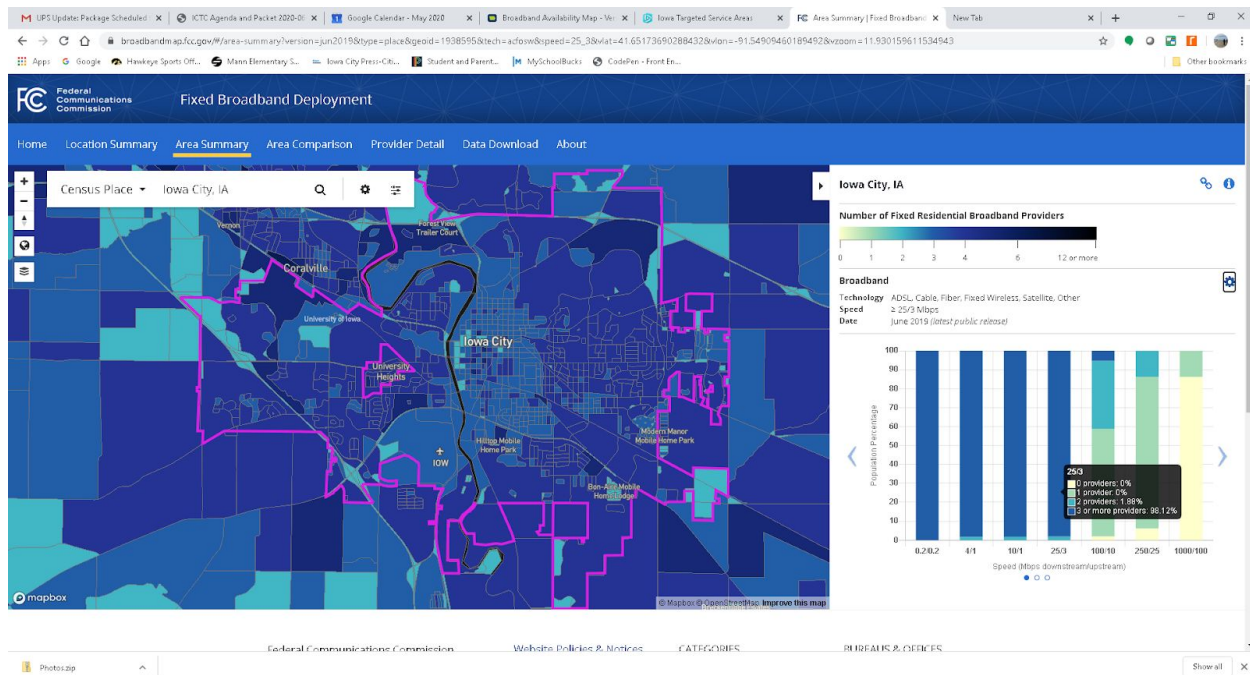 UPS Update: Package Scheduled
ICTC Agenda and Packet 2020-06
Google Calendar - May 2020
Broadband Availability Map - Ver
Iowa Targeted Service Areas
Area Summary | Fixed Broadband
New Tab
broadbandmap.fcc.gov/#/area-summary?version=jun2019&type=place&geoid=1938595&tech=acfosw&speed=25_3&vlat=41.65173690288432&vlon=-91.54909460189492&vzoom=11.930159611534943
Apps
Google
Hawkeye Sports Off...
Mann Elementary S...
Iowa City Press-Citi...
Student and Parent...
MySchoolBucks
CodePen - Front En...
Other bookmarks
FCC
Federal
Communications
Commission
Fixed Broadband Deployment
Home
Location Summary
Area Summary
Area Comparison
Provider Detail
Data Download
About
Census Place
Iowa City, IA
Vernon
Forest View
Trailer Court
Coralville
University of Iowa
Iowa City
University
Heights
IOW
Hilltop Mobile
Home Park
Modern Manor
Mobile Home Park
Bon-Aire Mobile
Home Lodge
mapbox
© Mapbox © OpenStreetMap Improve this map
Iowa City, IA
Number of Fixed Residential Broadband Providers
0 1 2 3 4 6 12 or more
Broadband
Technology ADSL, Cable, Fiber, Fixed Wireless, Satellite, Other
Speed ≥ 25/3 Mbps
Date June 2019 (latest public release)
Population Percentage
100
90
80
70
60
50
40
30
20
10
0
25/3
0 providers: 0%
1 provider: 0%
2 providers: 1.88%
3 or more providers: 98.12%
0.2/0.2 4/1 10/1 25/3 100/10 250/25 1000/100
Speed (Mbps downstream/upstream)
Federal Communications Commission
Website Policies & Notices
CATEGORIES
BUREAUS & OFFICES
Photos.zip
Show all